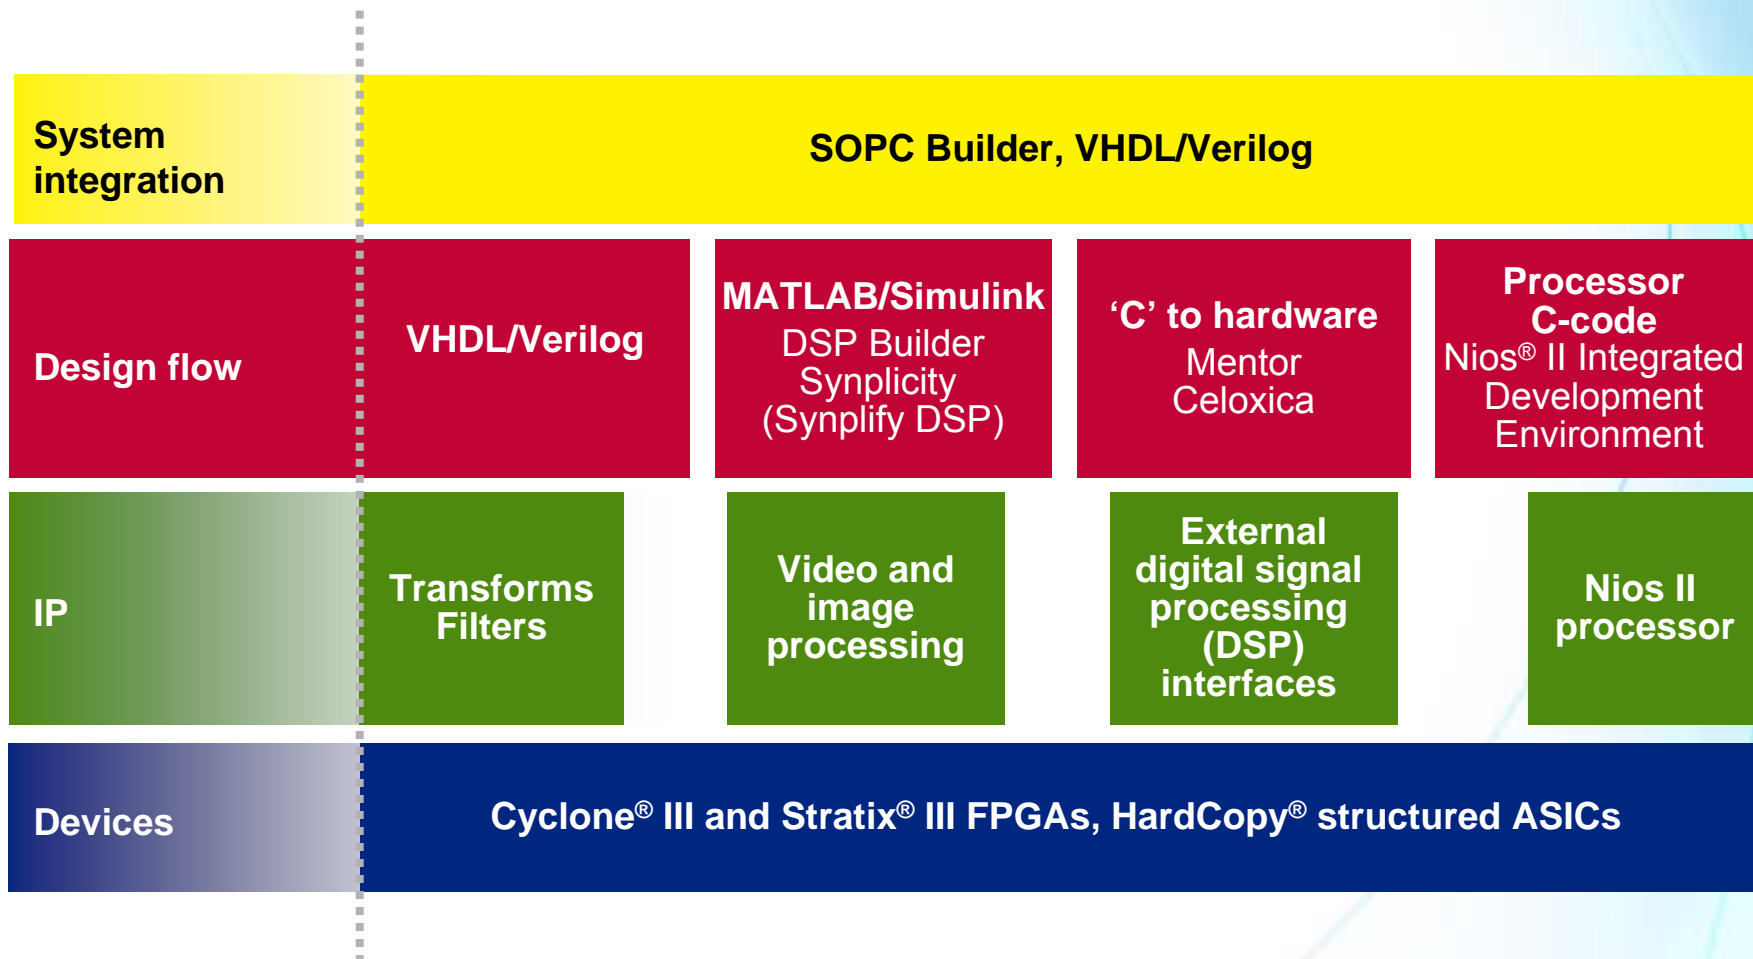 System
integration
SOPC Builder, VHDL/Verilog
Design flow
VHDL/Verilog
MATLAB/Simulink
DSP Builder
Synplicity
(Synplify DSP)
‘C’ to hardware
Mentor
Celoxica
Processor
C-code
Nios® II Integrated
Development
Environment
IP
Transforms
Filters
Video and
image
processing
External
digital signal
processing
(DSP)
interfaces
Nios II
processor
Devices
Cyclone® III and Stratix® III FPGAs, HardCopy® structured ASICs